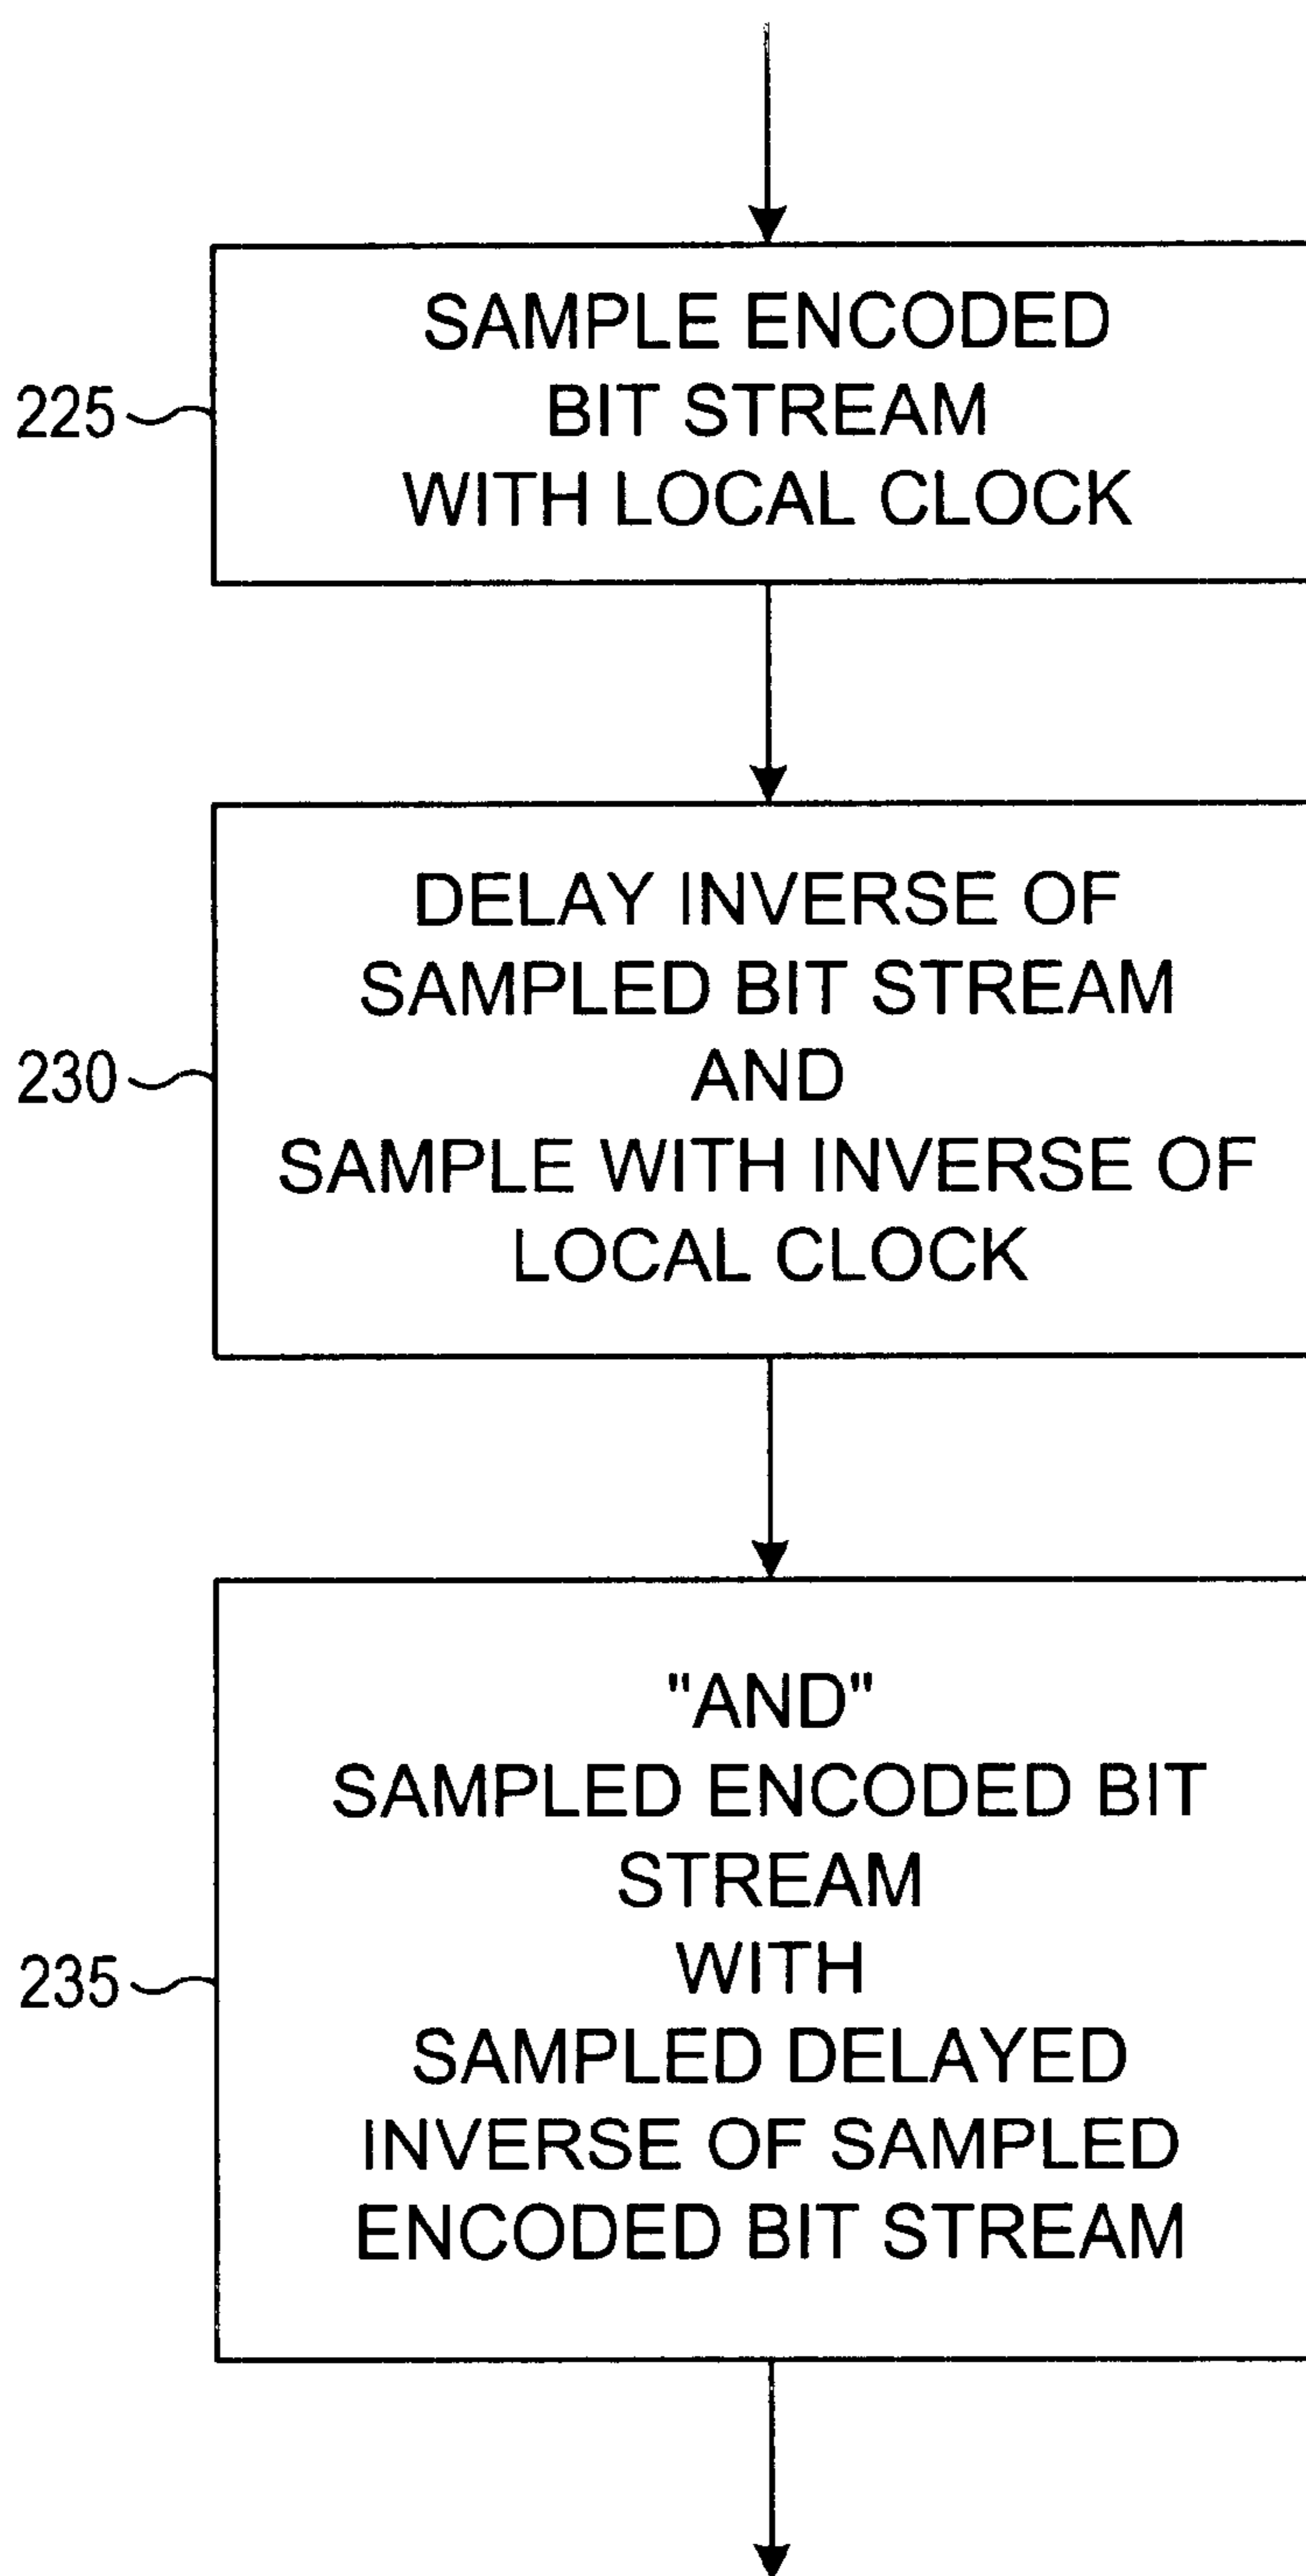 SAMPLE ENCODED
BIT STREAM
WITH LOCAL CLOCK
225
DELAY INVERSE OF
SAMPLED BIT STREAM
AND
SAMPLE WITH INVERSE OF
LOCAL CLOCK
230
"AND"
SAMPLED ENCODED BIT
STREAM
WITH
SAMPLED DELAYED
INVERSE OF SAMPLED
ENCODED BIT STREAM
235